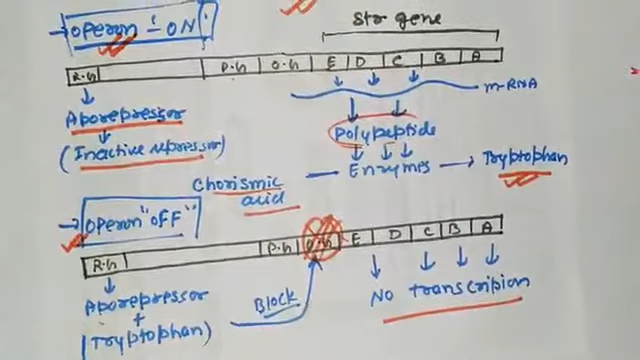 Operon - ON
Str gene
R.G P.G O.G E D C B A
m-RNA
Aporepressor
(Inactive repressor)
Polypeptide
Chorismic acid
Enzymes
Tryptophan
Operon "OFF"
R.G P.G O.G E D C B A
Aporepressor
+
(Tryptophan)
Block
No transcribion